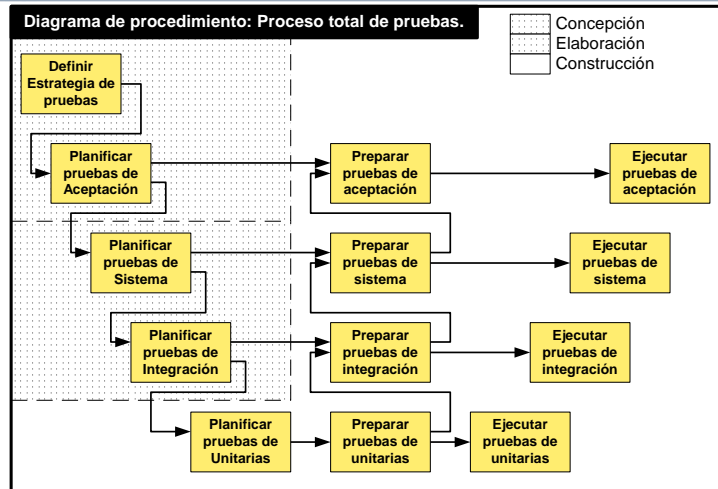 Diagrama de procedimiento: Proceso total de pruebas.
Concepción
Elaboración
Construcción
Definir
Estrategia de
pruebas
Planificar
pruebas de
Aceptación
Preparar
pruebas de
aceptación
Ejecutar
pruebas de
aceptación
Planificar
pruebas de
Sistema
Preparar
pruebas de
sistema
Ejecutar
pruebas de
sistema
Planificar
pruebas de
Integración
Preparar
pruebas de
integración
Ejecutar
pruebas de
integración
Planificar
pruebas de
Unitarias
Preparar
pruebas de
unitarias
Ejecutar
pruebas de
unitarias